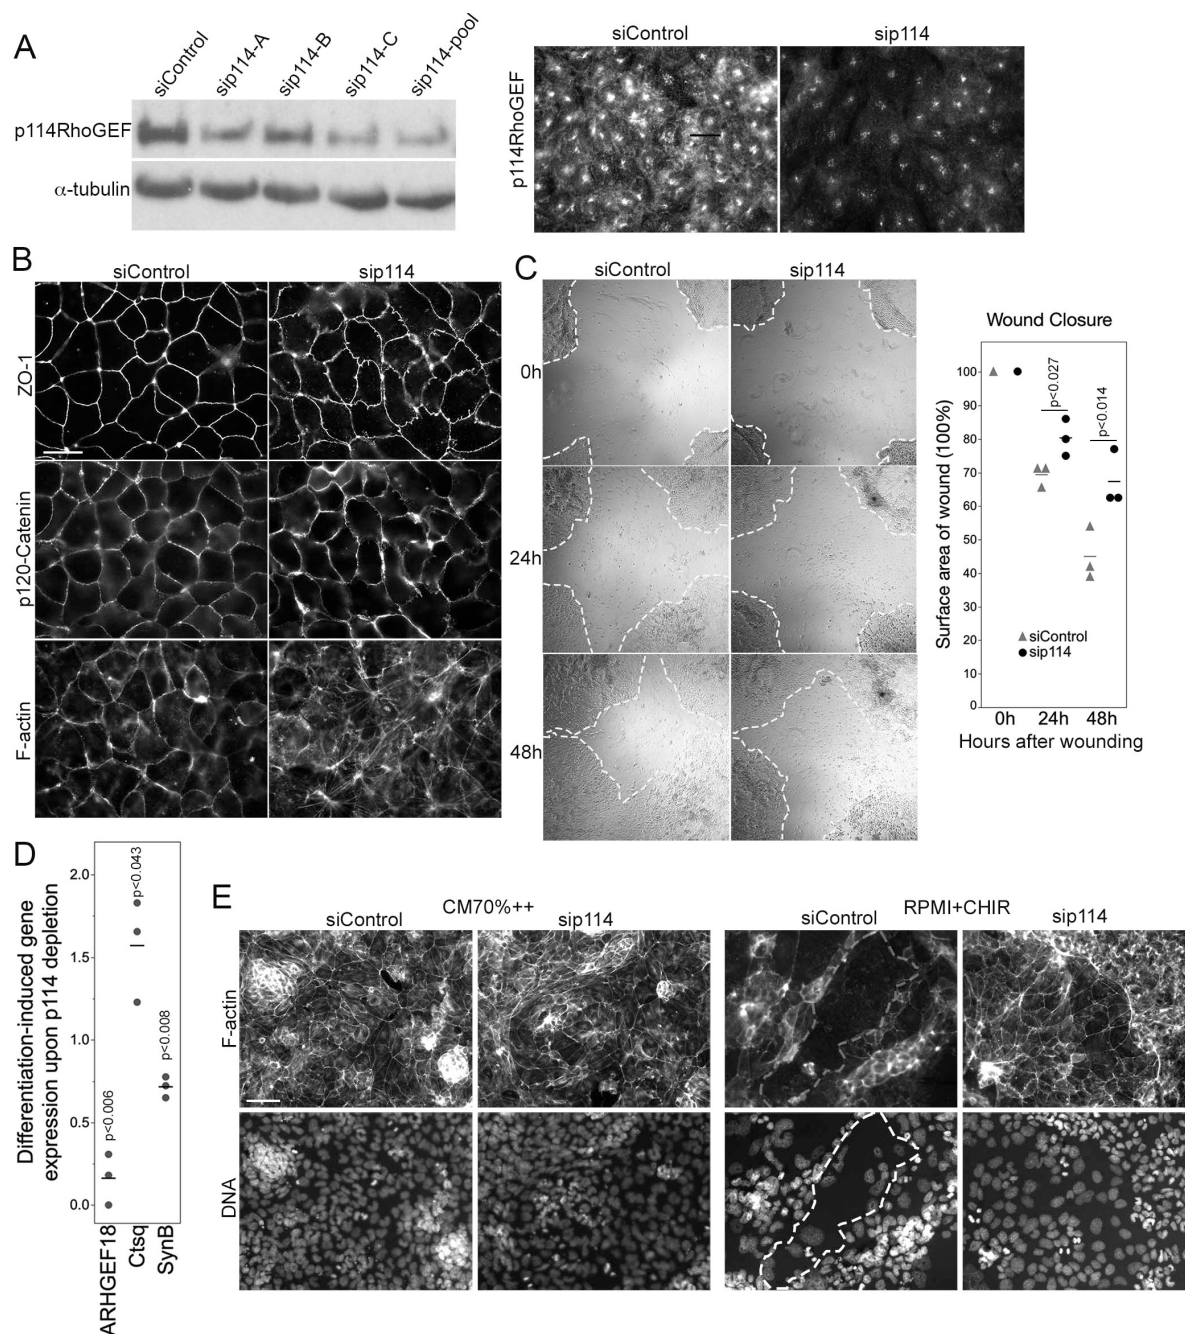 A
siControl
sip114-A
sip114-B
sip114-C
sip114-pool
p114RhoGEF
α-tubulin
siControl
sip114
p114RhoGEF
B
siControl
sip114
ZO-1
p120-Catenin
F-actin
C
siControl
sip114
0h
24h
48h
Wound Closure
Surface area of wound (100%)
100
90
80
70
60
50
40
30
20
10
0
p<0.027
p<0.014
siControl
sip114
0h
24h
48h
Hours after wounding
D
Differentiation-induced gene
expression upon p114 depletion
2.0
1.5
1.0
0.5
0.0
p<0.006
p<0.043
p<0.008
ARHGEF18
Ctsq
SynB
E
CM70%++
siControl
sip114
RPMI+CHIR
siControl
sip114
F-actin
DNA